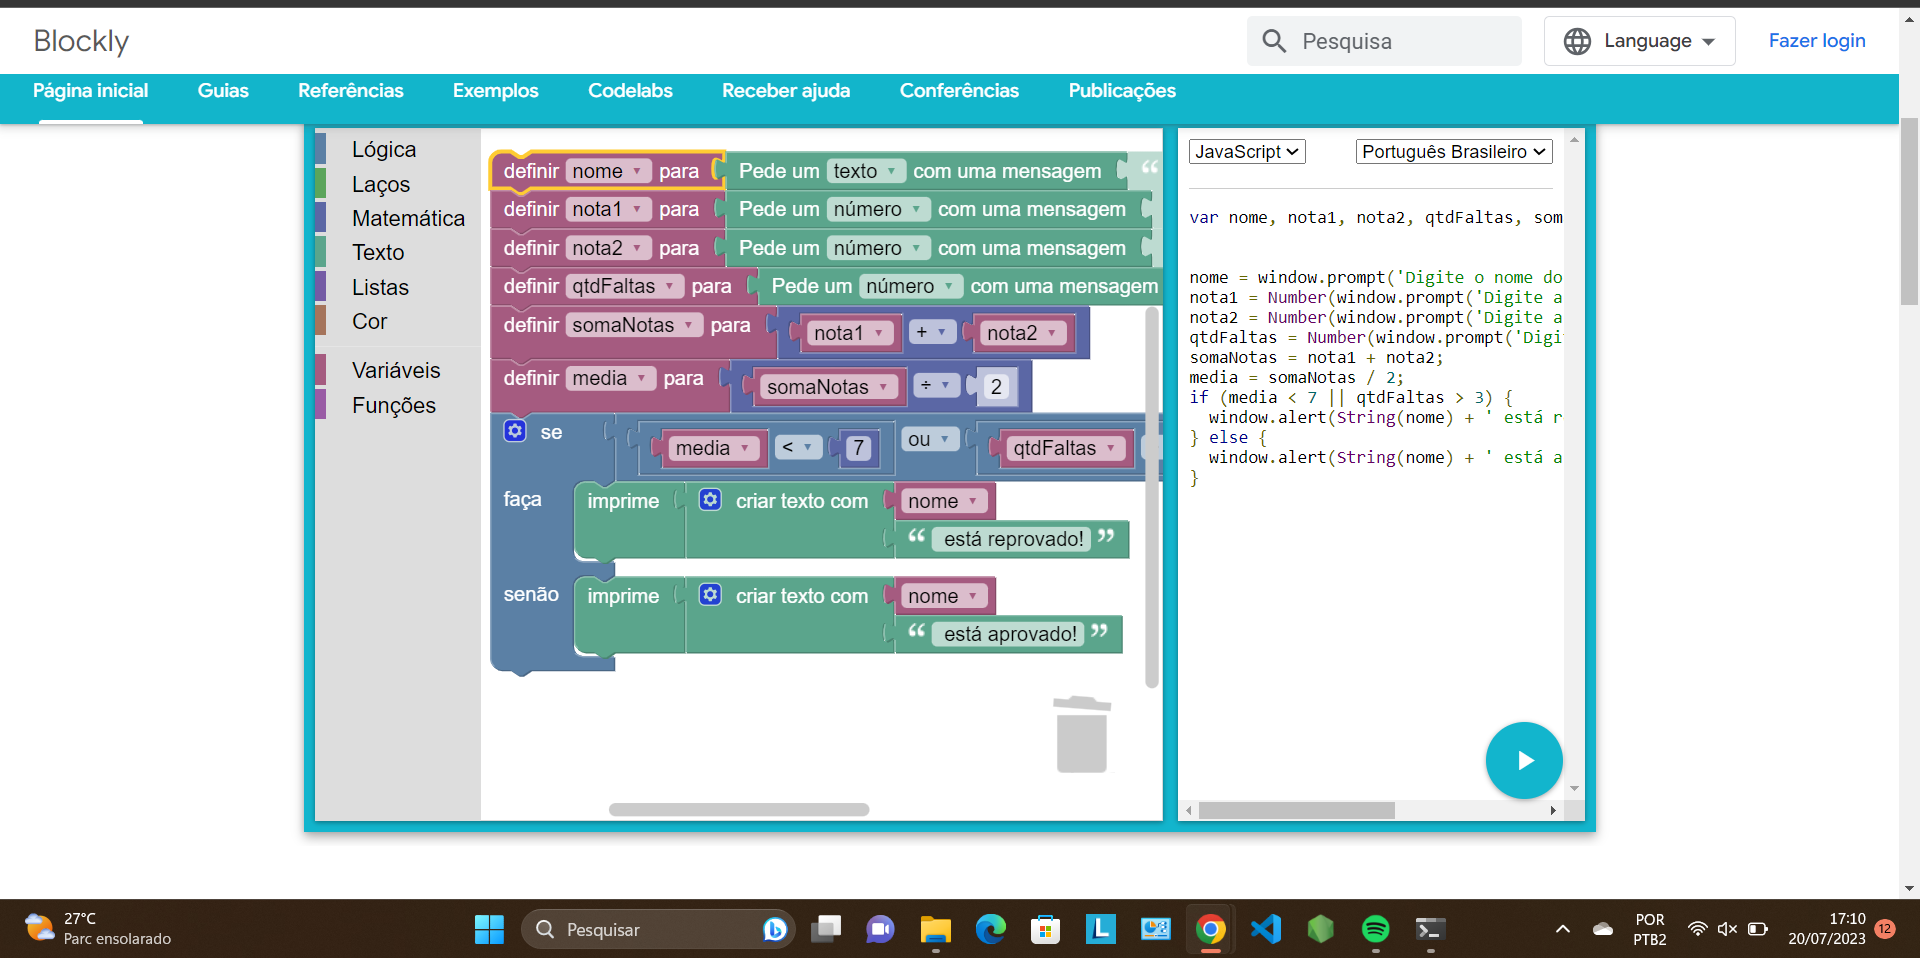 Blockly
Pesquisa
Language
Fazer login
Página inicial
Guias
Referências
Exemplos
Codelabs
Receber ajuda
Conferências
Publicações
Lógica
Laços
Matemática
Texto
Listas
Cor
Variáveis
Funções
definir nome para Pede um texto com uma mensagem “
definir nota1 para Pede um número com uma mensagem
definir nota2 para Pede um número com uma mensagem
definir qtdFaltas para Pede um número com uma mensagem
definir somaNotas para nota1 + nota2
definir media para somaNotas ÷ 2
se media < 7 ou qtdFaltas
faça imprime criar texto com nome
“ está reprovado! ”
senão imprime criar texto com nome
“ está aprovado! ”
JavaScript
Português Brasileiro
var nome, nota1, nota2, qtdFaltas, som
nome = window.prompt('Digite o nome do
nota1 = Number(window.prompt('Digite a
nota2 = Number(window.prompt('Digite a
qtdFaltas = Number(window.prompt('Digi
somaNotas = nota1 + nota2;
media = somaNotas / 2;
if (media < 7 || qtdFaltas > 3) {
window.alert(String(nome) + ' está r
} else {
window.alert(String(nome) + ' está a
}
27°C
Parc ensolarado
Pesquisar
POR
PTB2
17:10
20/07/2023
12